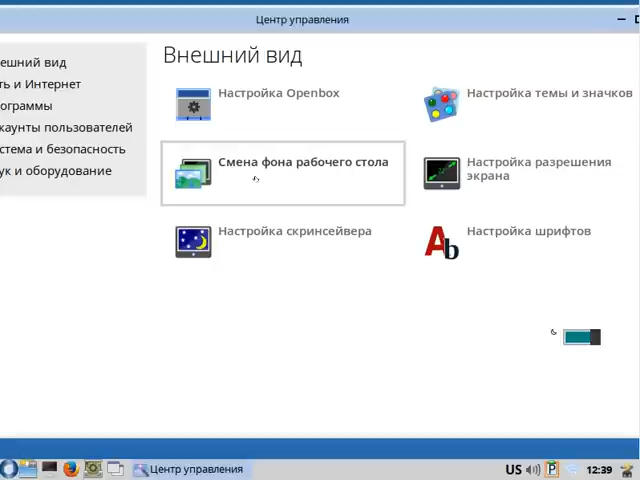 Центр управления
ешний вид
ть и Интернет
ограммы
каунты пользователей
стема и безопасность
ук и оборудование
Внешний вид
Настройка Openbox
Настройка темы и значков
Смена фона рабочего стола
Настройка разрешения
экрана
Настройка скринсейвера
Настройка шрифтов
Ab
Центр управления
US
P
12:39